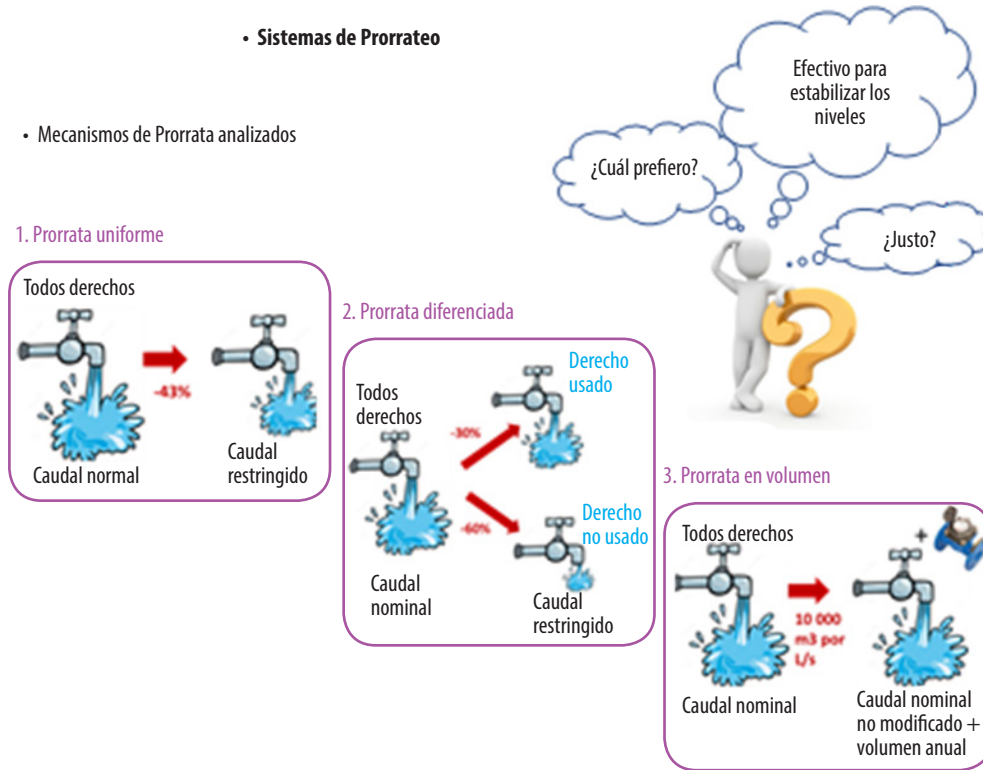 • Sistemas de Prorrateo
• Mecanismos de Prorrata analizados
Efectivo para
estabilizar los
niveles
¿Cuál prefiero?
¿Justo?
1. Prorrata uniforme
Todos derechos
-43%
Caudal normal
Caudal
restringido
2. Prorrata diferenciada
Todos
derechos
-30%
-60%
Derecho
usado
Derecho
no usado
Caudal
nominal
Caudal
restringido
3. Prorrata en volumen
Todos derechos
+
10 000
m3 por
L/s
Caudal nominal
Caudal nominal
no modificado +
volumen anual